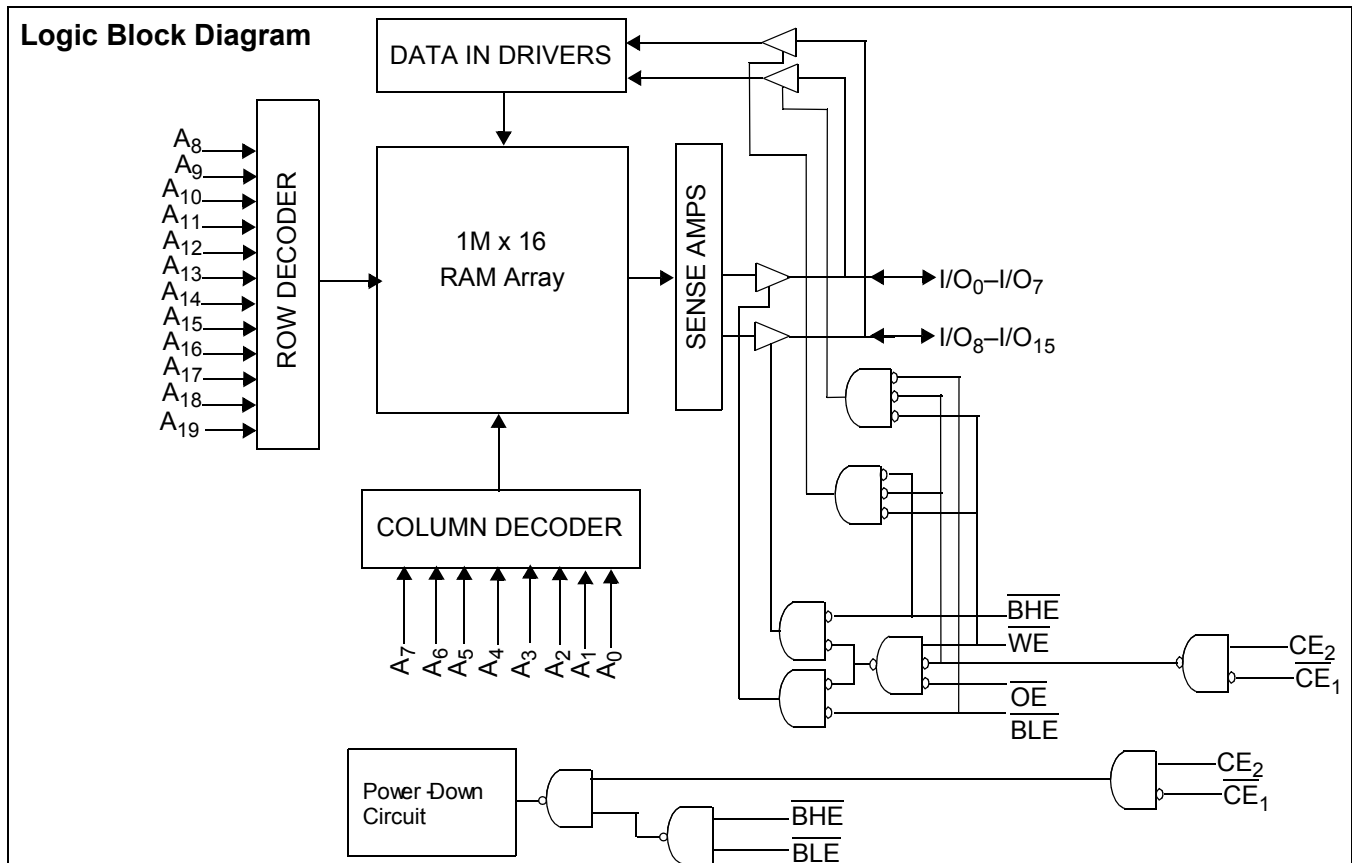 Logic Block Diagram
DATA IN DRIVERS
A8
A9
A10
A11
A12
A13
A14
A15
A16
A17
A18
A19
ROW DECODER
1M x 16
RAM Array
SENSE AMPS
I/O0–I/O7
I/O8–I/O15
COLUMN DECODER
A7 A6 A5 A4 A3 A2 A1 A0
BHE
WE
OE
BLE
CE2
CE1
Power-Down
Circuit
BHE
BLE
CE2
CE1